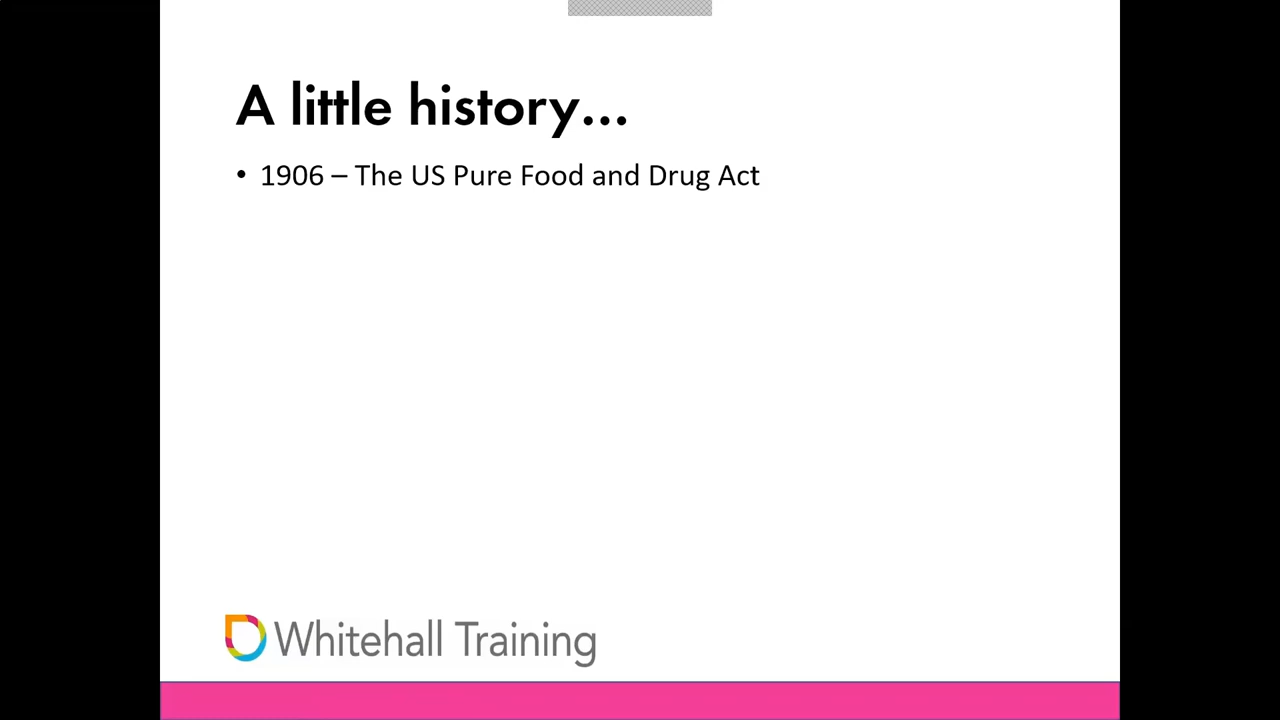 A little history...
• 1906 – The US Pure Food and Drug Act
Whitehall Training